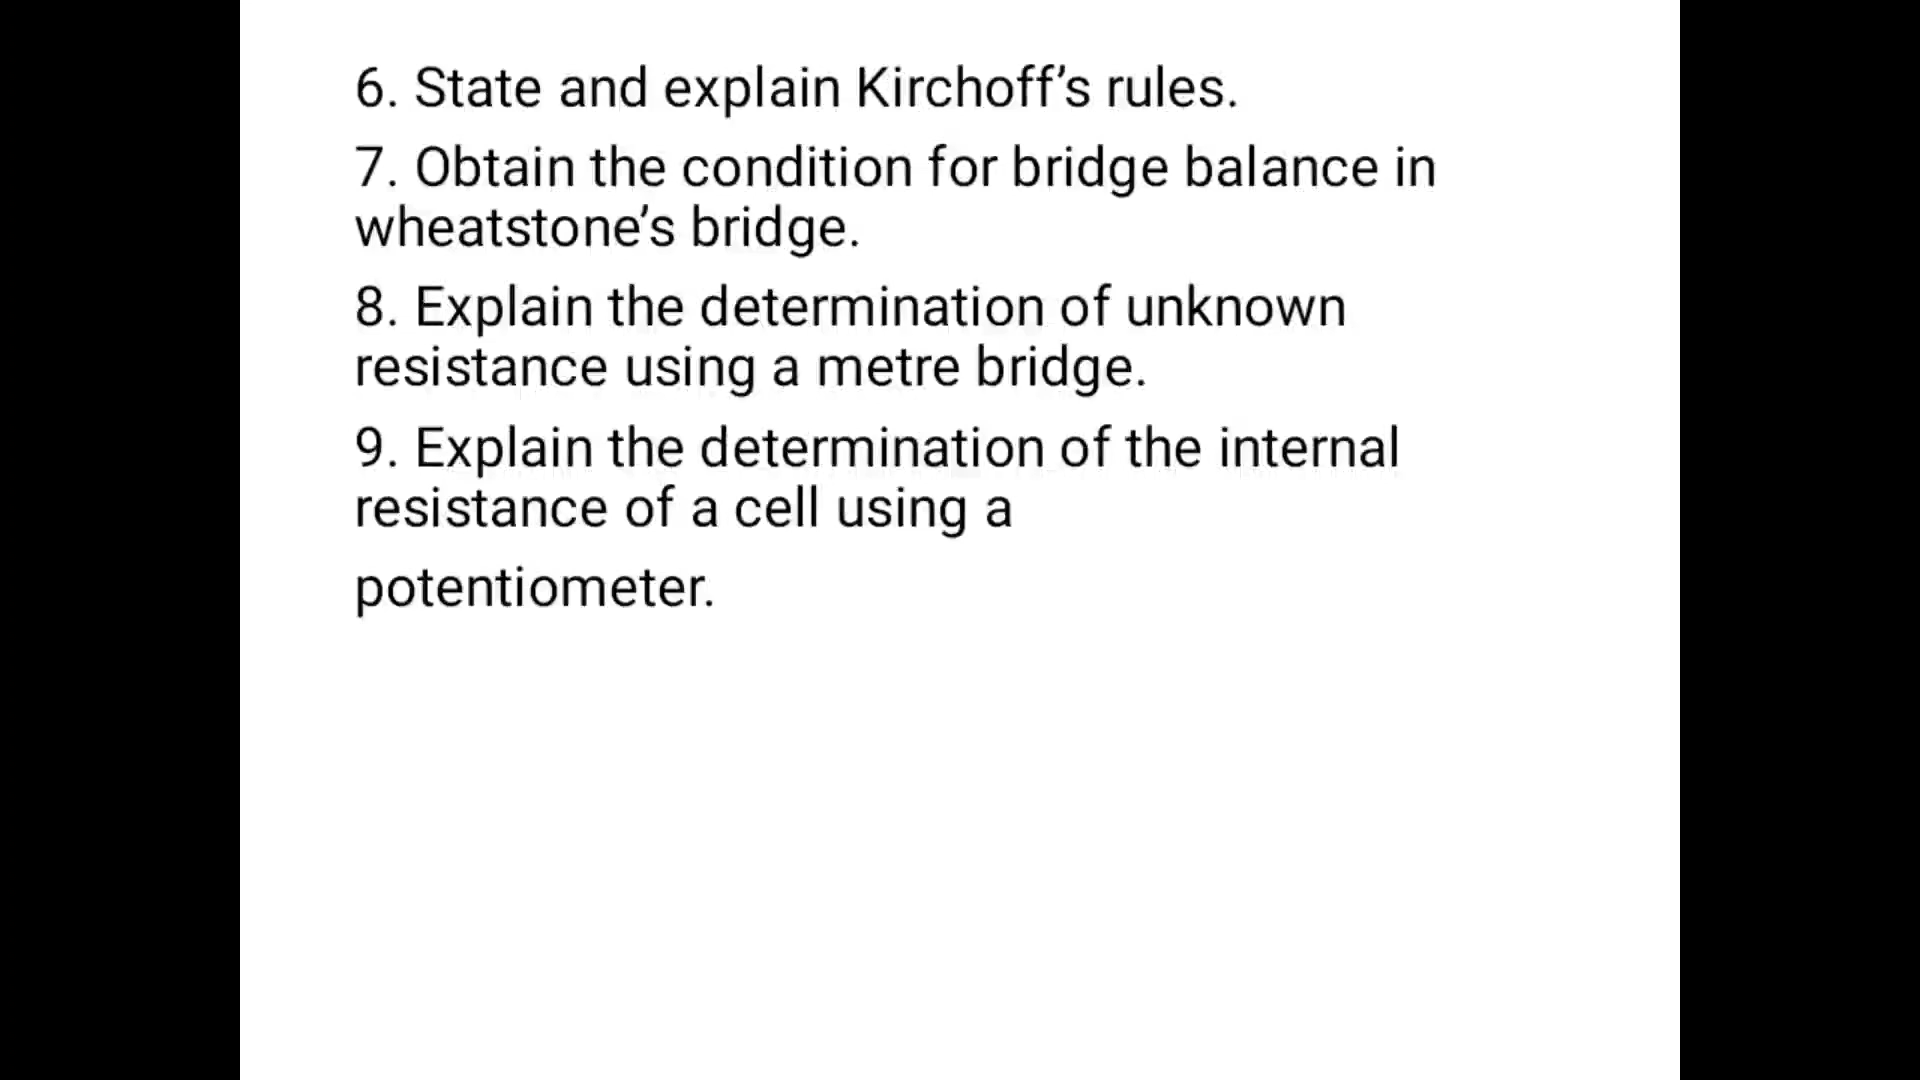 6. State and explain Kirchoff’s rules.
7. Obtain the condition for bridge balance in
wheatstone’s bridge.
8. Explain the determination of unknown
resistance using a metre bridge.
9. Explain the determination of the internal
resistance of a cell using a
potentiometer.